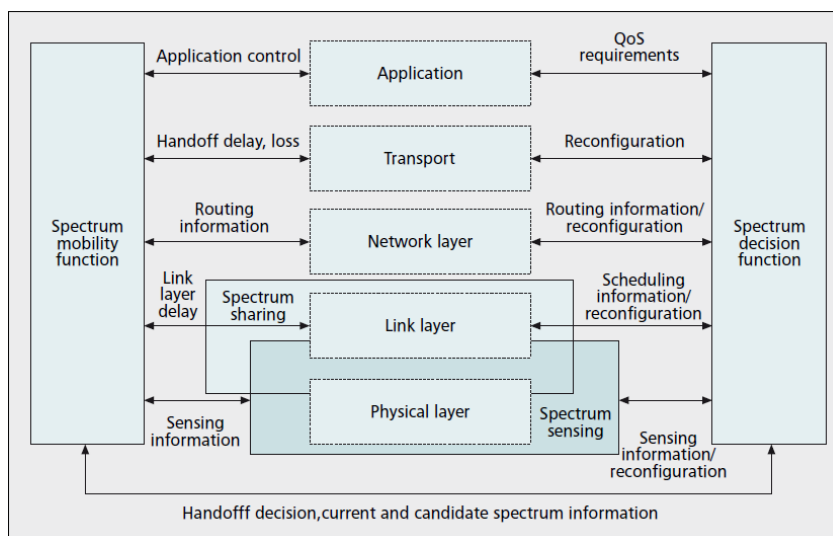 Application control
Application
QoS
requirements
Handoff delay, loss
Transport
Reconfiguration
Spectrum
mobility
function
Routing
information
Network layer
Routing information/
reconfiguration
Spectrum
decision
function
Link
layer
delay
Spectrum
sharing
Link layer
Scheduling
information/
reconfiguration
Sensing
information
Physical layer
Spectrum
sensing
Sensing
information/
reconfiguration
Handofff decision,current and candidate spectrum information